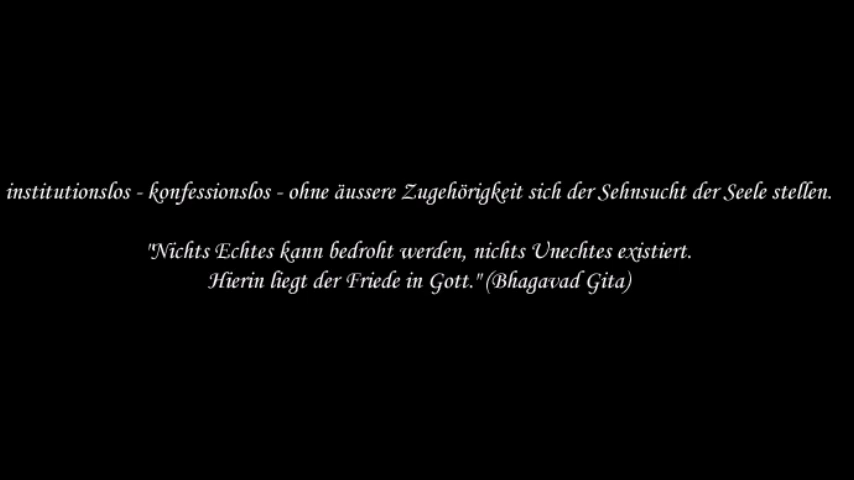 institutionslos - konfessionslos - ohne äussere Zugehörigkeit sich der Sehnsucht der Seele stellen.
"Nichts Echtes kann bedroht werden, nichts Unechtes existiert.
Hierin liegt der Friede in Gott." (Bhagavad Gita)